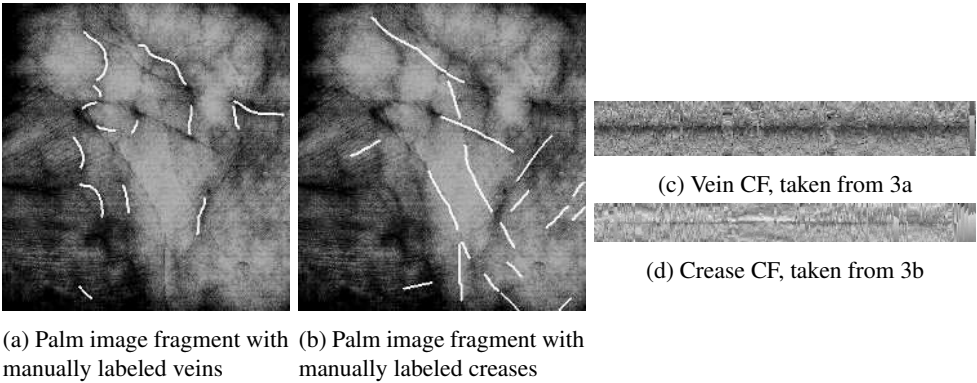 (c) Vein CF, taken from 3a
(d) Crease CF, taken from 3b
(a) Palm image fragment with
manually labeled veins
(b) Palm image fragment with
manually labeled creases